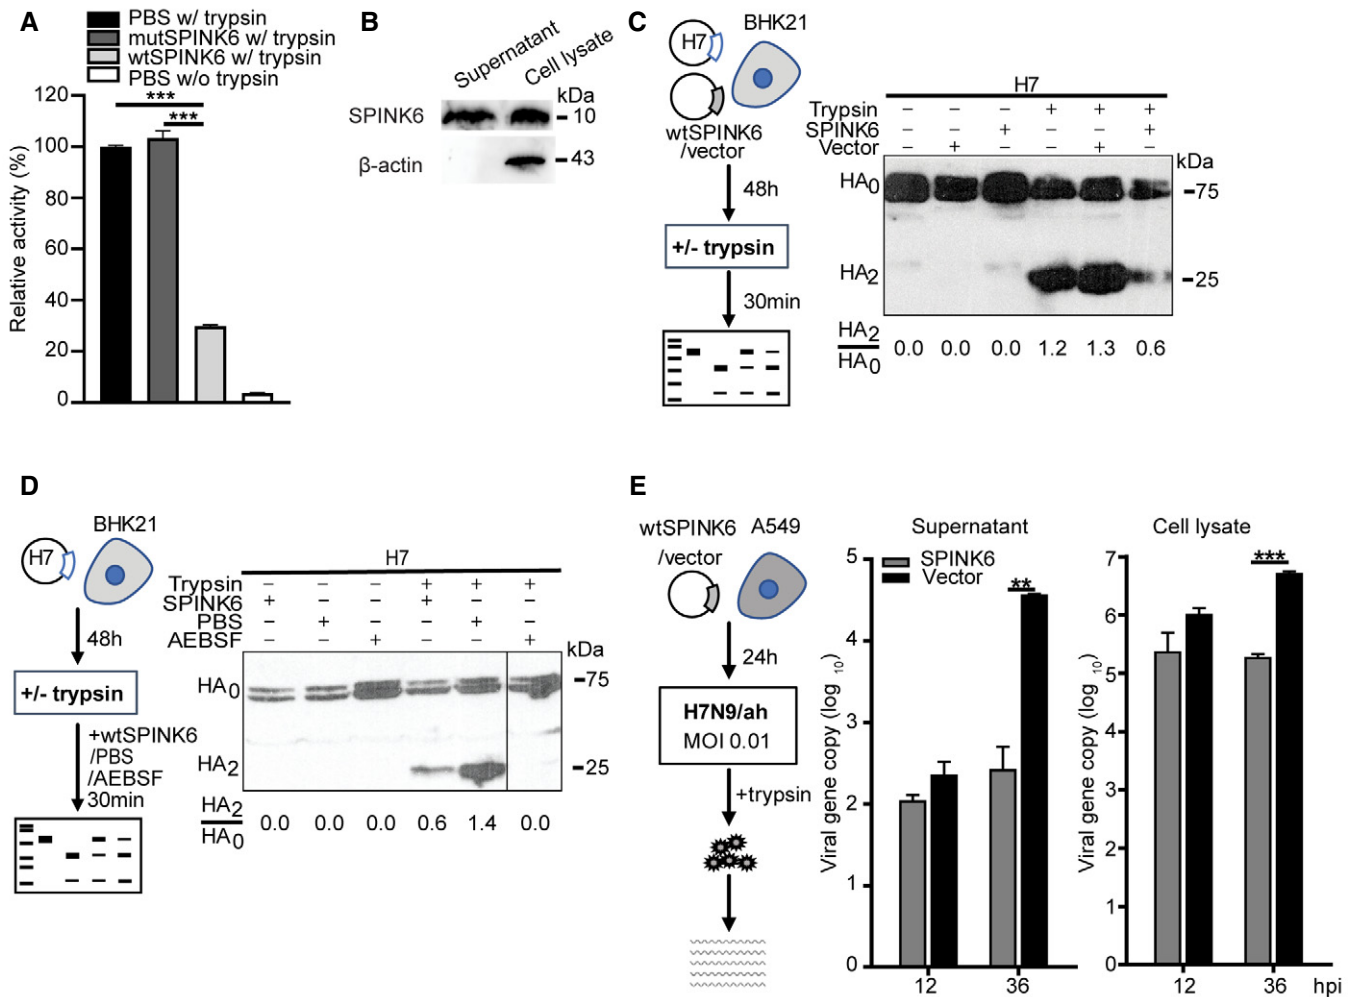 A
PBS w/ trypsin
mutSPINK6 w/ trypsin
wtSPINK6 w/ trypsin
PBS w/o trypsin
Relative activity (%)
120
100
80
60
40
20
0
***
***
B
Supernatant
Cell lysate
kDa
SPINK6
10
β-actin
43
C
H7
BHK21
wtSPINK6
/vector
48h
+/- trypsin
30min
H7
Trypsin − − − + + +
SPINK6 − − + − − +
Vector − + − − + −
kDa
HA0
-75
HA2
-25
HA2
HA0
0.0 0.0 0.0 1.2 1.3 0.6
D
H7
BHK21
48h
+/- trypsin
+wtSPINK6
/PBS
/AEBSF
30min
H7
Trypsin − − − + + +
SPINK6 + − − + − −
PBS − + − − + −
AEBSF − − + − − +
kDa
HA0
-75
HA2
-25
HA2
HA0
0.0 0.0 0.0 0.6 1.4 0.0
E
wtSPINK6 A549
/vector
24h
H7N9/ah
MOI 0.01
+trypsin
Supernatant
SPINK6
Vector
**
Viral gene copy (log 10)
5
4
3
2
1
0
12 36
Cell lysate
***
Viral gene copy (log 10)
7
6
5
4
3
2
1
0
12 36 hpi